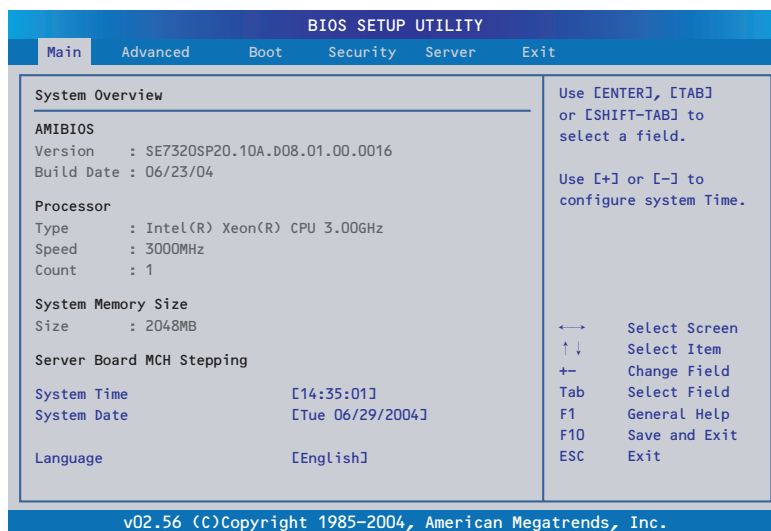 BIOS SETUP UTILITY
Main Advanced Boot Security Server Exit
System Overview
AMIBIOS
Version : SE7320SP20.10A.D08.01.00.0016
Build Date : 06/23/04
Processor
Type : Intel(R) Xeon(R) CPU 3.00GHz
Speed : 3000MHz
Count : 1
System Memory Size
Size : 2048MB
Server Board MCH Stepping
System Time [14:35:01]
System Date [Tue 06/29/2004]
Language [English]
Use [ENTER], [TAB]
or [SHIFT-TAB] to
select a field.
Use [+] or [-] to
configure system Time.
←→ Select Screen
↑↓ Select Item
+- Change Field
Tab Select Field
F1 General Help
F10 Save and Exit
ESC Exit
v02.56 (C)Copyright 1985-2004, American Megatrends, Inc.